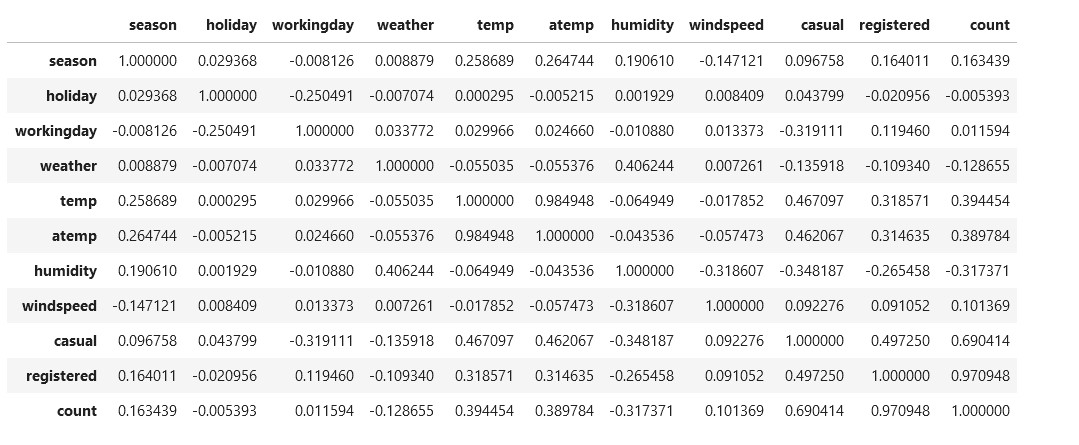 season holiday workingday weather temp atemp humidity windspeed casual registered count
season 1.000000 0.029368 -0.008126 0.008879 0.258689 0.264744 0.190610 -0.147121 0.096758 0.164011 0.163439
holiday 0.029368 1.000000 -0.250491 -0.007074 0.000295 -0.005215 0.001929 0.008409 0.043799 -0.020956 -0.005393
workingday -0.008126 -0.250491 1.000000 0.033772 0.029966 0.024660 -0.010880 0.013373 -0.319111 0.119460 0.011594
weather 0.008879 -0.007074 0.033772 1.000000 -0.055035 -0.055376 0.406244 0.007261 -0.135918 -0.109340 -0.128655
temp 0.258689 0.000295 0.029966 -0.055035 1.000000 0.984948 -0.064949 -0.017852 0.467097 0.318571 0.394454
atemp 0.264744 -0.005215 0.024660 -0.055376 0.984948 1.000000 -0.043536 -0.057473 0.462067 0.314635 0.389784
humidity 0.190610 0.001929 -0.010880 0.406244 -0.064949 -0.043536 1.000000 -0.318607 -0.348187 -0.265458 -0.317371
windspeed -0.147121 0.008409 0.013373 0.007261 -0.017852 -0.057473 -0.318607 1.000000 0.092276 0.091052 0.101369
casual 0.096758 0.043799 -0.319111 -0.135918 0.467097 0.462067 -0.348187 0.092276 1.000000 0.497250 0.690414
registered 0.164011 -0.020956 0.119460 -0.109340 0.318571 0.314635 -0.265458 0.091052 0.497250 1.000000 0.970948
count 0.163439 -0.005393 0.011594 -0.128655 0.394454 0.389784 -0.317371 0.101369 0.690414 0.970948 1.000000